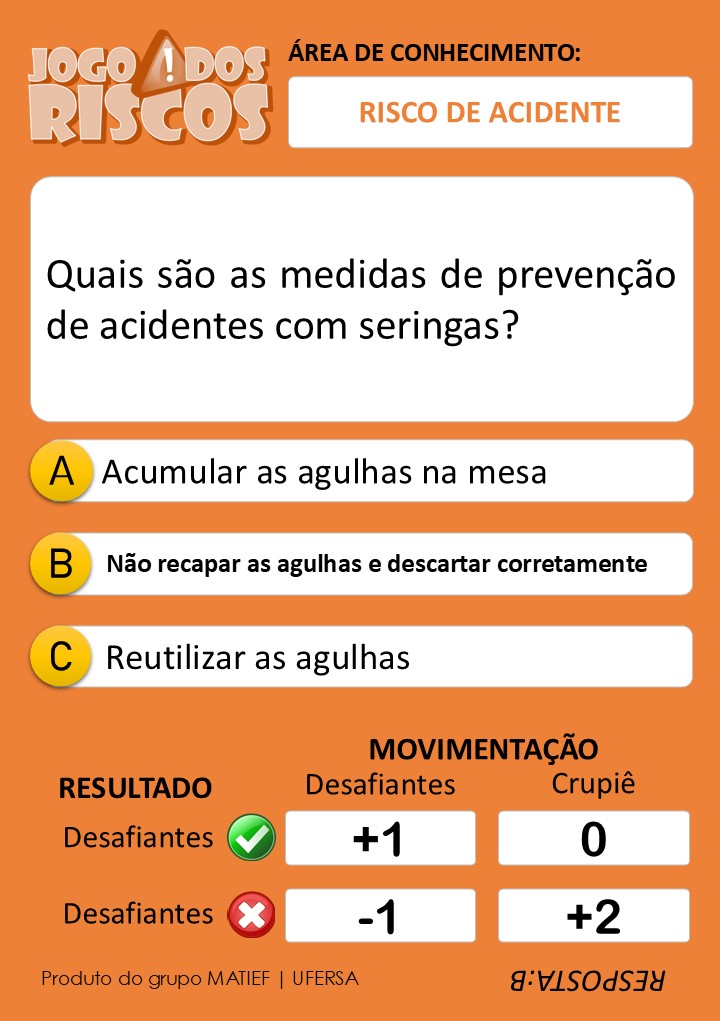 JOGO DOS
RISCOS
ÁREA DE CONHECIMENTO:
RISCO DE ACIDENTE
Quais são as medidas de prevenção
de acidentes com seringas?
A Acumular as agulhas na mesa
B Não recapar as agulhas e descartar corretamente
C Reutilizar as agulhas
MOVIMENTAÇÃO
RESULTADO Desafiantes Crupiê
Desafiantes +1 0
Desafiantes -1 +2
Produto do grupo MATIEF | UFERSA
RESPOSTA:B